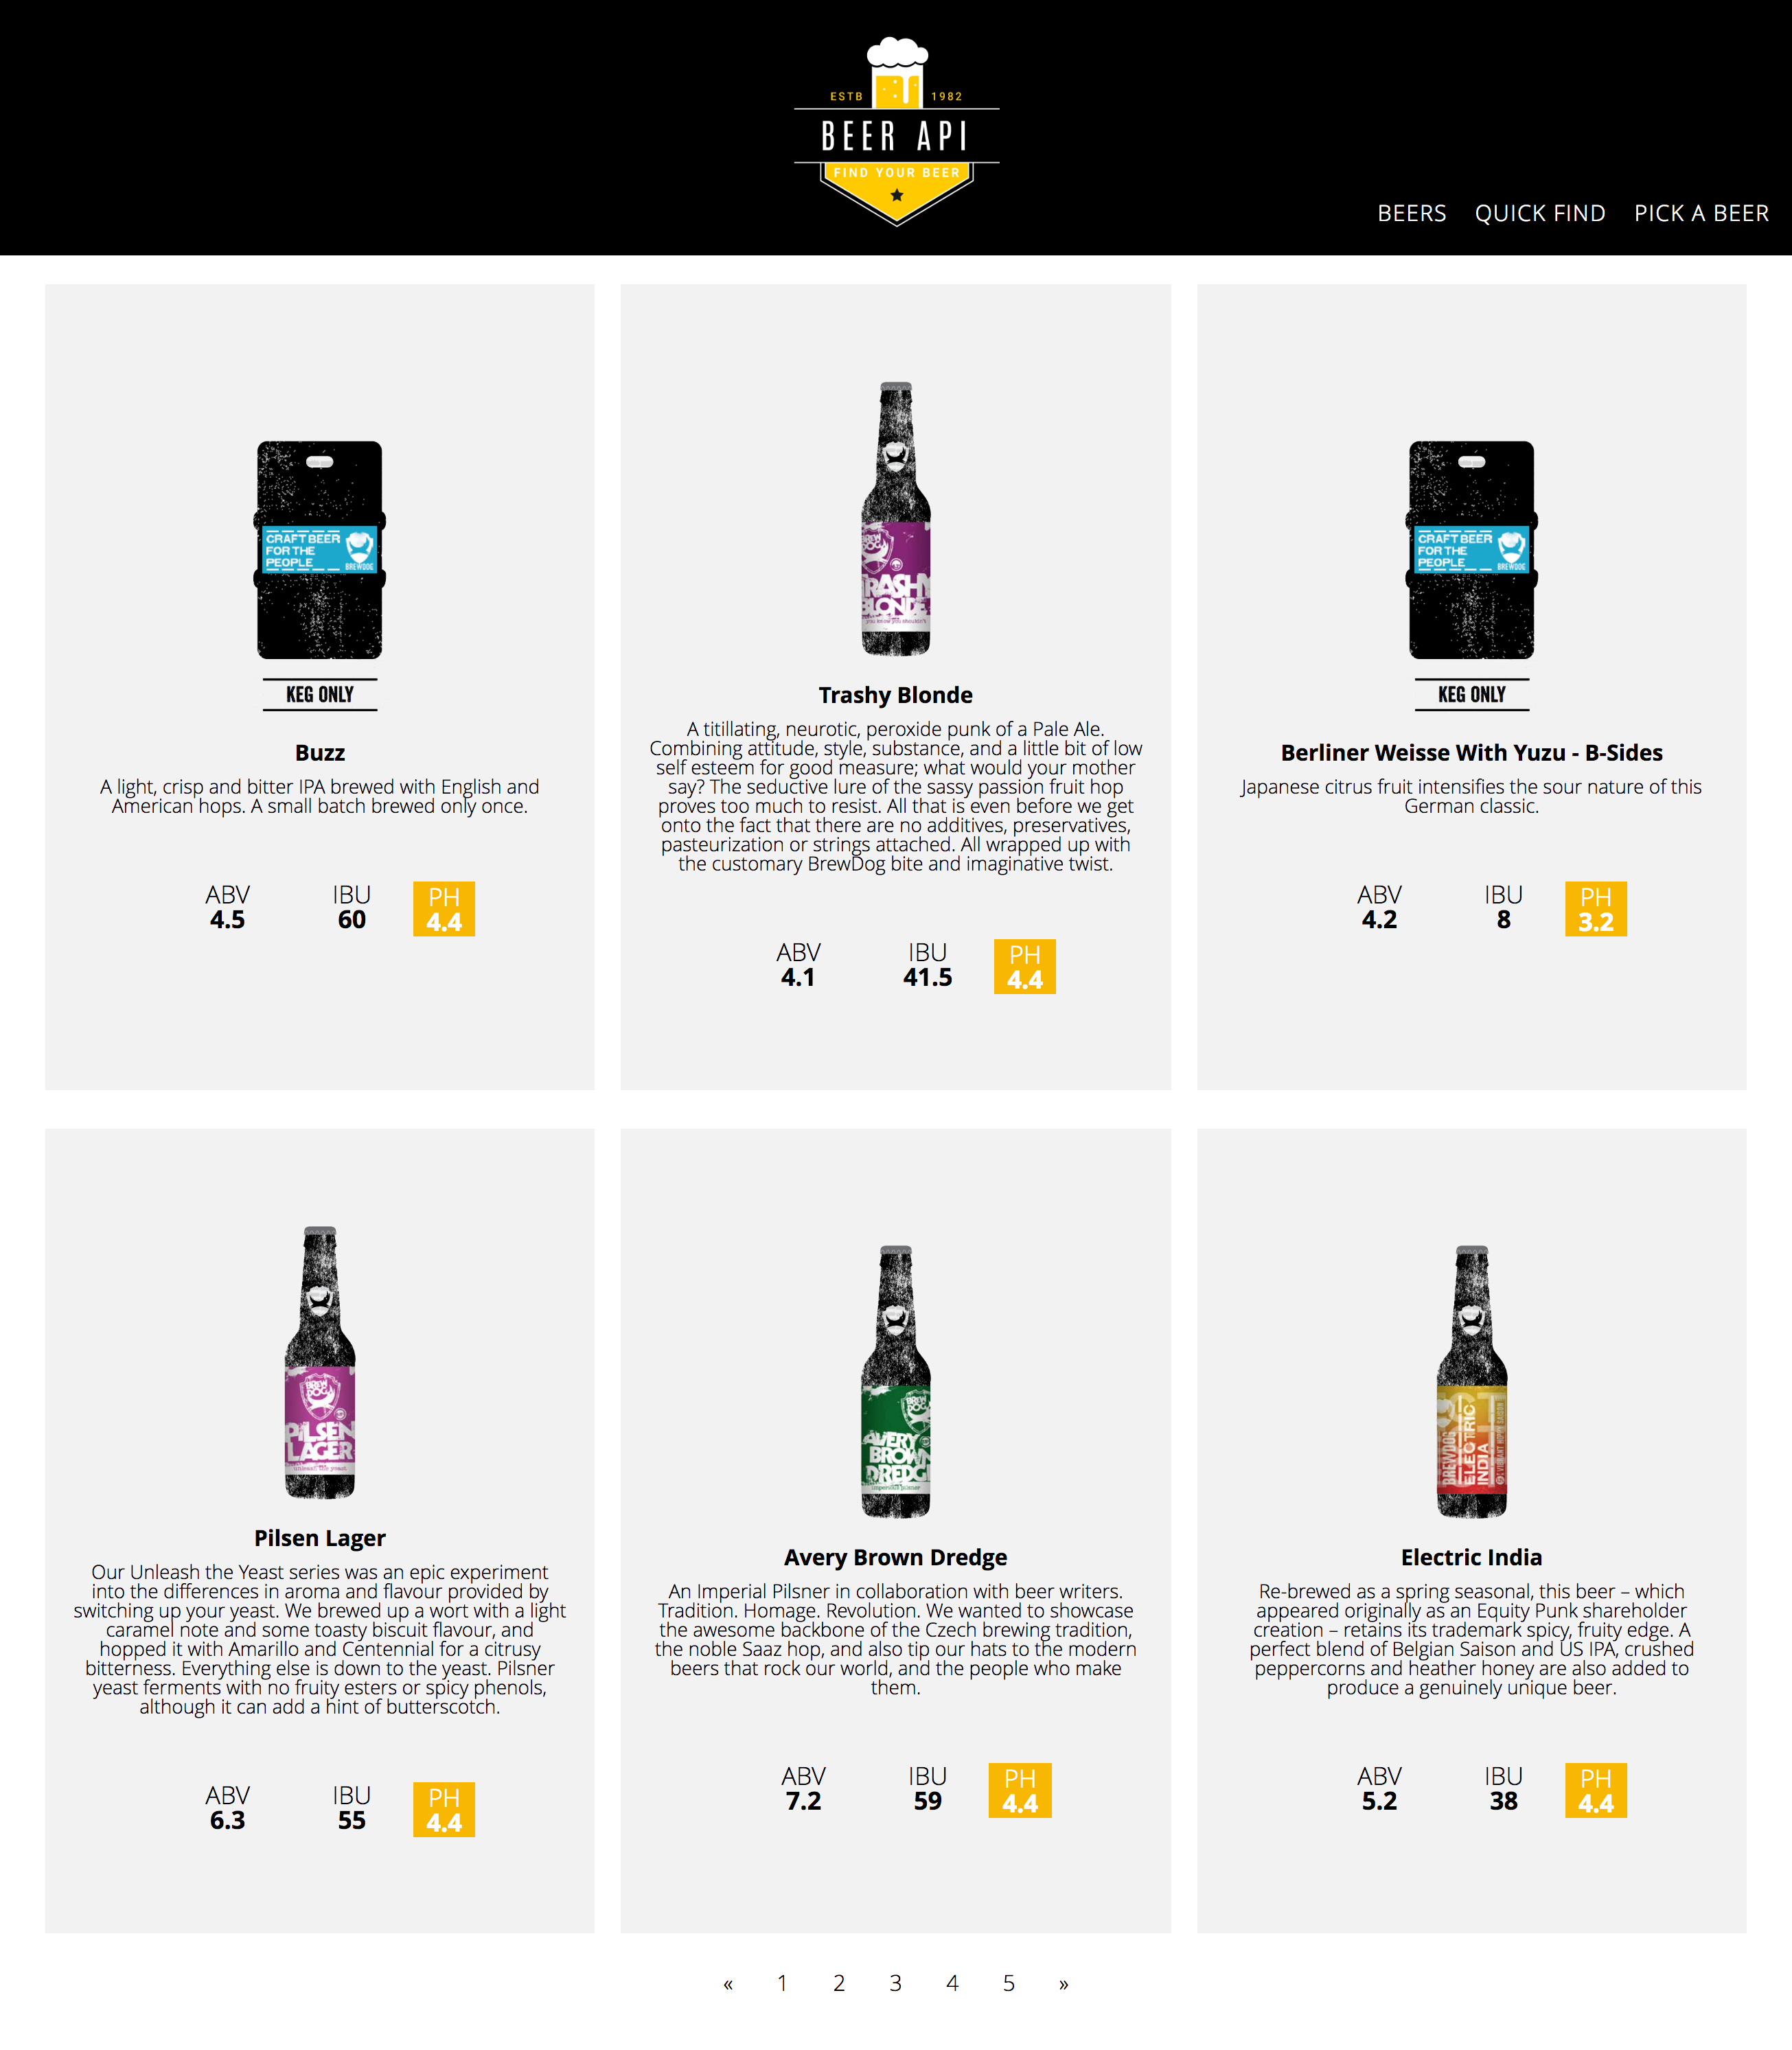 ESTB 1982
BEER API
FIND YOUR BEER
BEERS QUICK FIND PICK A BEER
CRAFT BEER
FOR THE
PEOPLE
BREWDOG
KEG ONLY
Buzz
A light, crisp and bitter IPA brewed with English and
American hops. A small batch brewed only once.
ABV IBU PH
4.5 60 4.4
BREW
DOG
TRASHY
BLONDE
you know you shouldn't
Trashy Blonde
A titillating, neurotic, peroxide punk of a Pale Ale.
Combining attitude, style, substance, and a little bit of low
self esteem for good measure; what would your mother
say? The seductive lure of the sassy passion fruit hop
proves too much to resist. All that is even before we get
onto the fact that there are no additives, preservatives,
pasteurization or strings attached. All wrapped up with
the customary BrewDog bite and imaginative twist.
ABV IBU PH
4.1 41.5 4.4
CRAFT BEER
FOR THE
PEOPLE
BREWDOG
KEG ONLY
Berliner Weisse With Yuzu - B-Sides
Japanese citrus fruit intensifies the sour nature of this
German classic.
ABV IBU PH
4.2 8 3.2
BREW
DOG
PILSEN
LAGER
unleash the yeast
Pilsen Lager
Our Unleash the Yeast series was an epic experiment
into the differences in aroma and flavour provided by
switching up your yeast. We brewed up a wort with a light
caramel note and some toasty biscuit flavour, and
hopped it with Amarillo and Centennial for a citrusy
bitterness. Everything else is down to the yeast. Pilsner
yeast ferments with no fruity esters or spicy phenols,
although it can add a hint of butterscotch.
ABV IBU PH
6.3 55 4.4
BREW
DOG
AVERY
BROWN
DREDGE
imperial pilsner
Avery Brown Dredge
An Imperial Pilsner in collaboration with beer writers.
Tradition. Homage. Revolution. We wanted to showcase
the awesome backbone of the Czech brewing tradition,
the noble Saaz hop, and also tip our hats to the modern
beers that rock our world, and the people who make
them.
ABV IBU PH
7.2 59 4.4
BREWDOG
ELECTRIC
INDIA
SAISON
Electric India
Re-brewed as a spring seasonal, this beer – which
appeared originally as an Equity Punk shareholder
creation – retains its trademark spicy, fruity edge. A
perfect blend of Belgian Saison and US IPA, crushed
peppercorns and heather honey are also added to
produce a genuinely unique beer.
ABV IBU PH
5.2 38 4.4
« 1 2 3 4 5 »